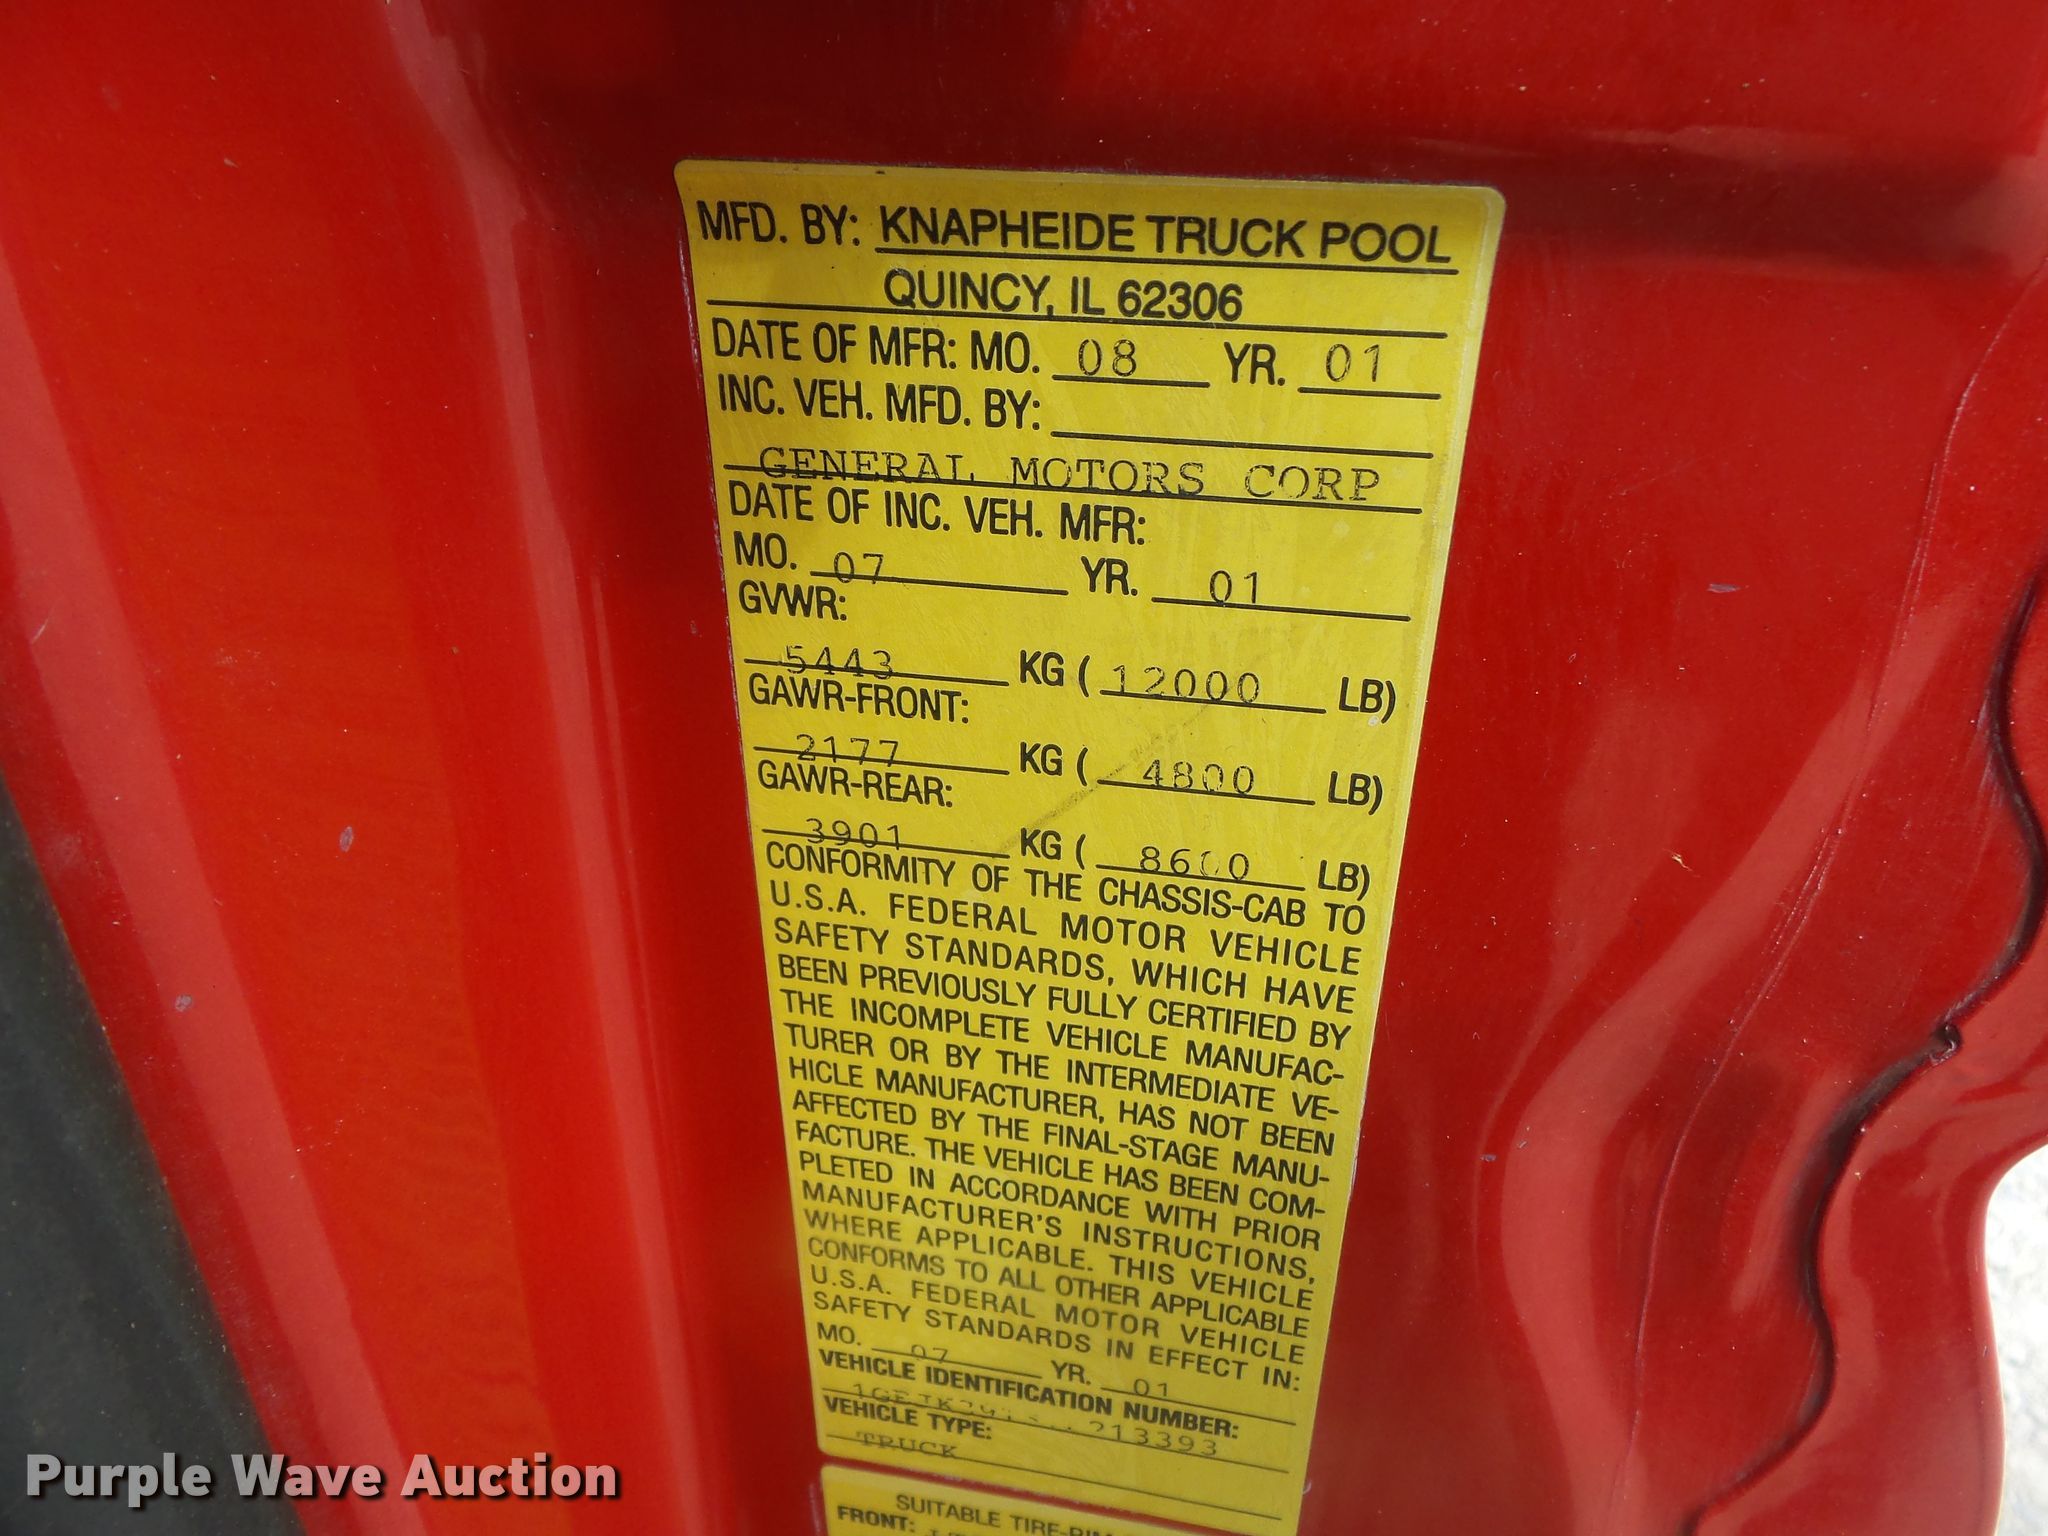 MFD. BY: KNAPHEIDE TRUCK POOL
QUINCY, IL 62306
DATE OF MFR: MO. 08 YR. 01
INC. VEH. MFD. BY:
GENERAL MOTORS CORP
DATE OF INC. VEH. MFR:
MO. 07 YR. 01
GVWR:
5443 KG ( 12000 LB)
GAWR-FRONT:
2177 KG ( 4800 LB)
GAWR-REAR:
3901 KG ( 8600 LB)
CONFORMITY OF THE CHASSIS-CAB TO
U.S.A. FEDERAL MOTOR VEHICLE
SAFETY STANDARDS, WHICH HAVE
BEEN PREVIOUSLY FULLY CERTIFIED BY
THE INCOMPLETE VEHICLE MANUFAC-
TURER OR BY THE INTERMEDIATE VE-
HICLE MANUFACTURER, HAS NOT BEEN
AFFECTED BY THE FINAL-STAGE MANU-
FACTURE. THE VEHICLE HAS BEEN COM-
PLETED IN ACCORDANCE WITH PRIOR
MANUFACTURER'S INSTRUCTIONS,
WHERE APPLICABLE. THIS VEHICLE
CONFORMS TO ALL OTHER APPLICABLE
U.S.A. FEDERAL MOTOR VEHICLE
SAFETY STANDARDS IN EFFECT IN:
MO. 07 YR. 01
VEHICLE IDENTIFICATION NUMBER:
VEHICLE TYPE:
TRUCK
SUITABLE
FRONT:
Purple Wave Auction